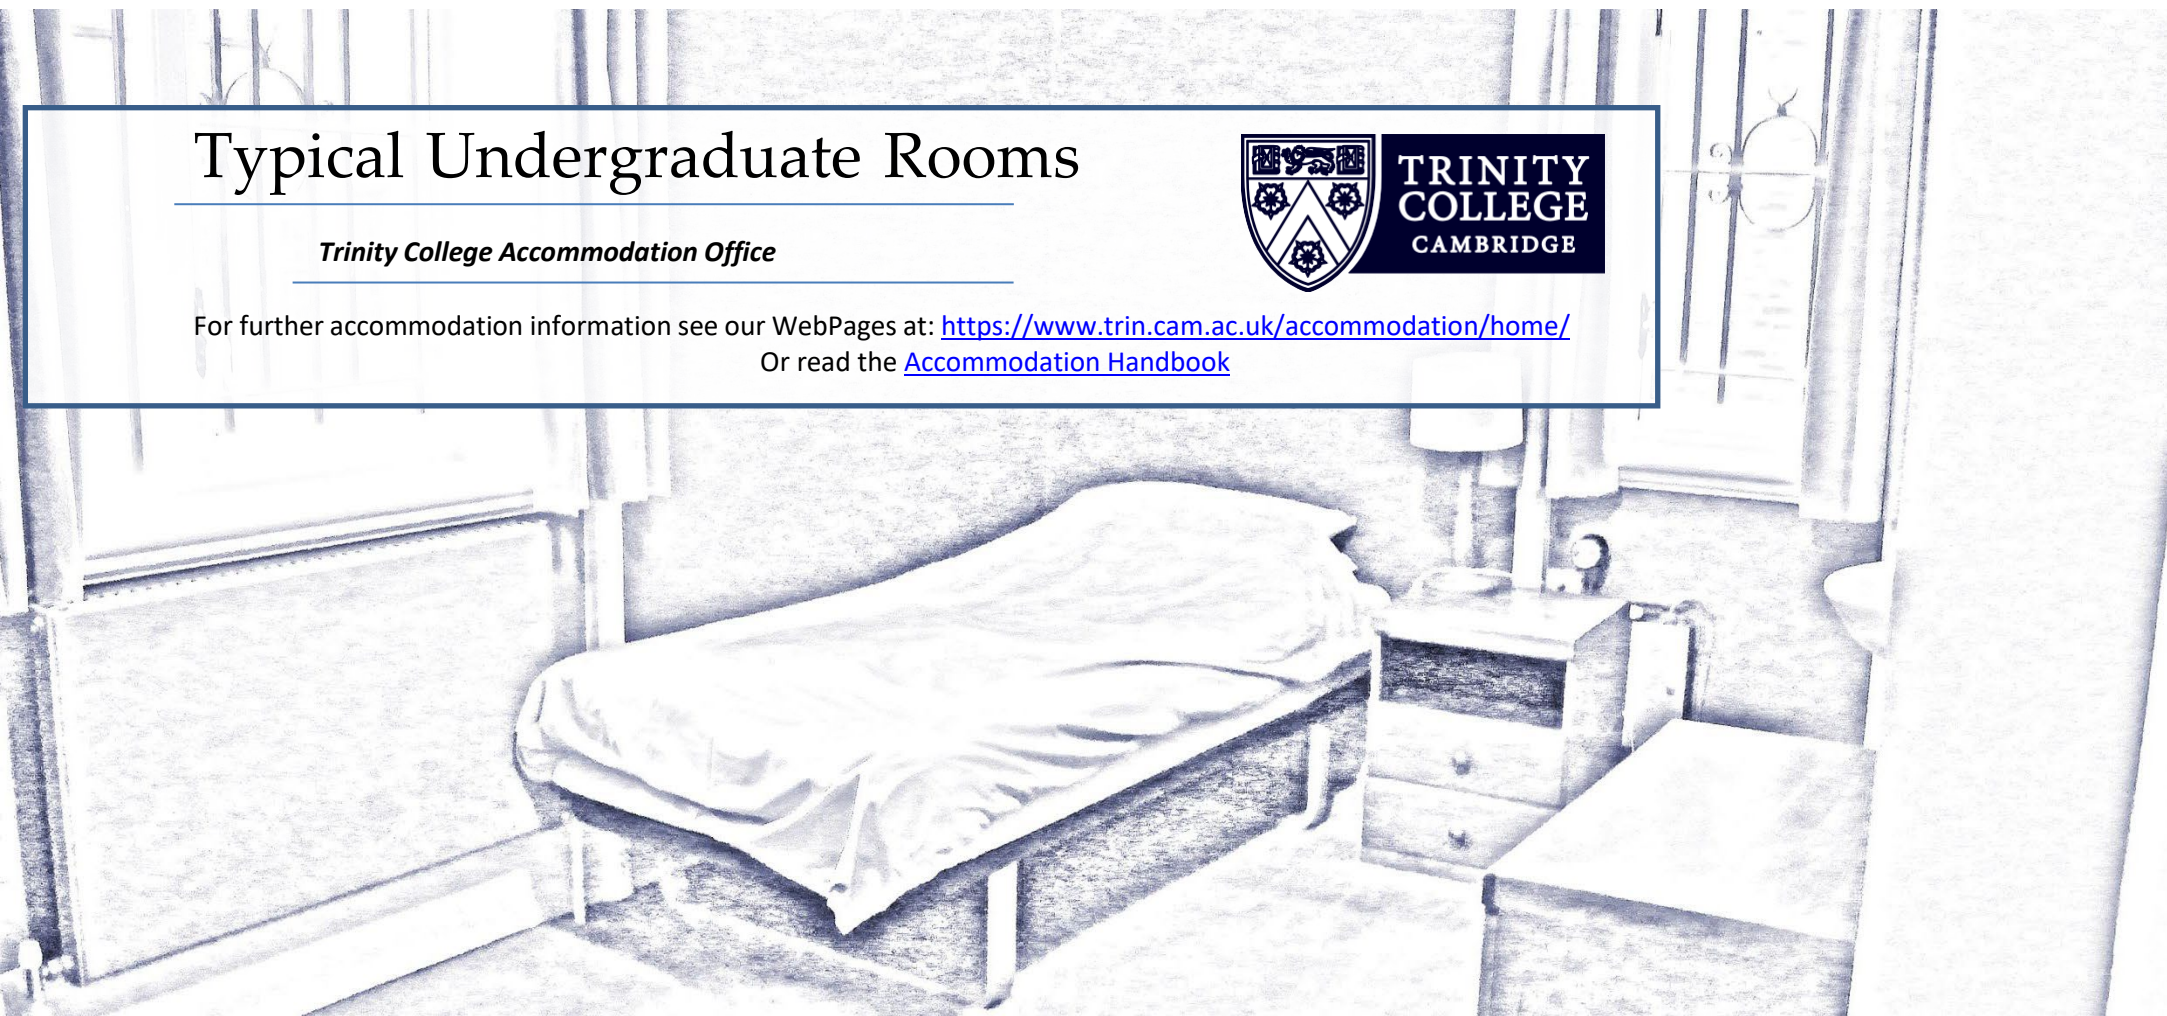 Typical Undergraduate Rooms
TRINITY
COLLEGE
CAMBRIDGE
Trinity College Accommodation Office
For further accommodation information see our WebPages at: https://www.trin.cam.ac.uk/accommodation/home/
Or read the Accommodation Handbook